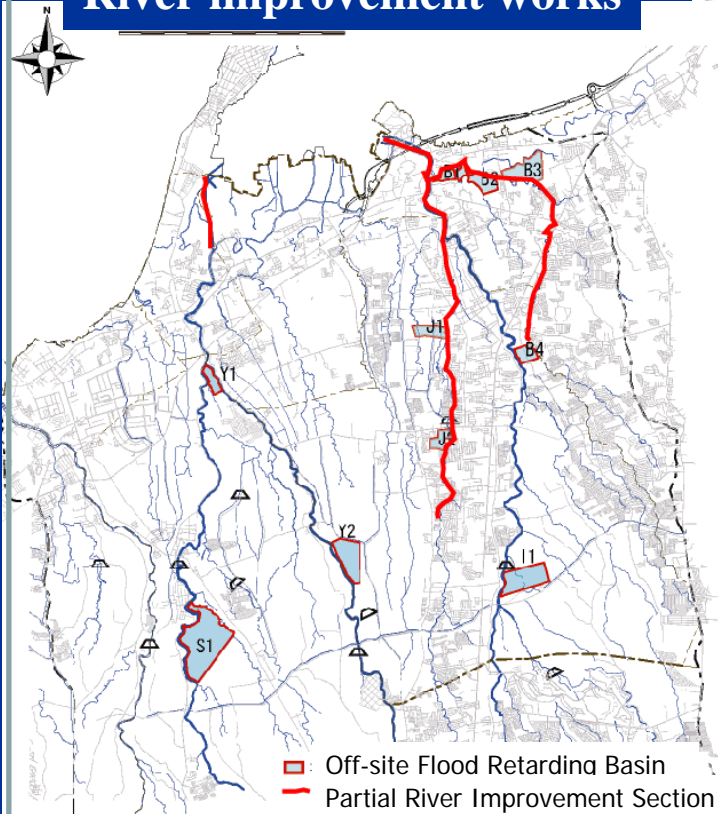 River improvement works
N
B1
B2
B3
J1
B4
Y1
J2
Y2
I1
S1
Off-site Flood Retarding Basin
Partial River Improvement Section